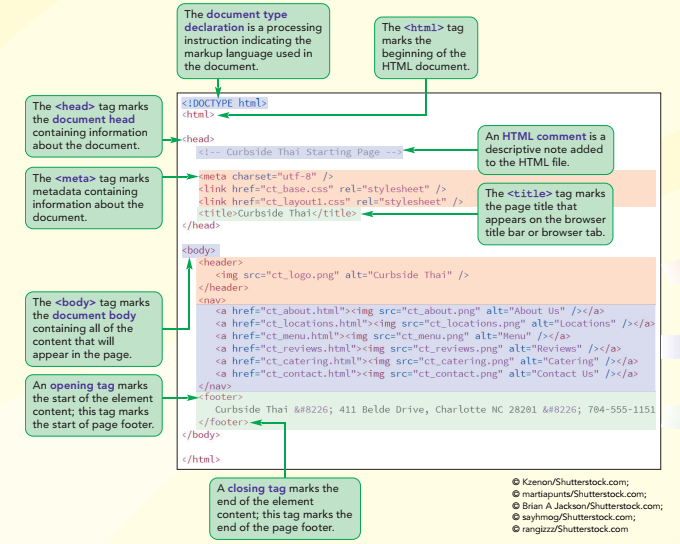 The document type
declaration is a processing
instruction indicating the
markup language used in
the document.
The <html> tag
marks the
beginning of the
HTML document.
The <head> tag marks
the document head
containing information
about the document.
The <meta> tag marks
metadata containing
information about the
document.
An HTML comment is a
descriptive note added
to the HTML file.
The <title> tag marks
the page title that
appears on the browser
title bar or browser tab.
<!DOCTYPE html>
<html>
<head>
<!-- Curbside Thai Starting Page -->
<meta charset="utf-8" />
<link href="ct_base.css" rel="stylesheet" />
<link href="ct_layout1.css" rel="stylesheet" />
<title>Curbside Thai</title>
</head>
<body>
<header>
<img src="ct_logo.png" alt="Curbside Thai" />
</header>
<nav>
<a href="ct_about.html"><img src="ct_about.png" alt="About Us" /></a>
<a href="ct_locations.html"><img src="ct_locations.png" alt="Locations" /></a>
<a href="ct_menu.html"><img src="ct_menu.png" alt="Menu" /></a>
<a href="ct_reviews.html"><img src="ct_reviews.png" alt="Reviews" /></a>
<a href="ct_catering.html"><img src="ct_catering.png" alt="Catering" /></a>
<a href="ct_contact.html"><img src="ct_contact.png" alt="Contact Us" /></a>
</nav>
<footer>
Curbside Thai &#8226; 411 Belde Drive, Charlotte NC 28201 &#8226; 704-555-1151
</footer>
</body>
</html>
The <body> tag marks
the document body
containing all of the
content that will
appear in the page.
An opening tag marks
the start of the element
content; this tag marks
the start of page footer.
A closing tag marks the
end of the element
content; this tag marks the
end of the page footer.
© Kzenon/Shutterstock.com;
© martiapunts/Shutterstock.com;
© Brian A Jackson/Shutterstock.com;
© sayhmog/Shutterstock.com
© rangizzz/Shutterstock.com